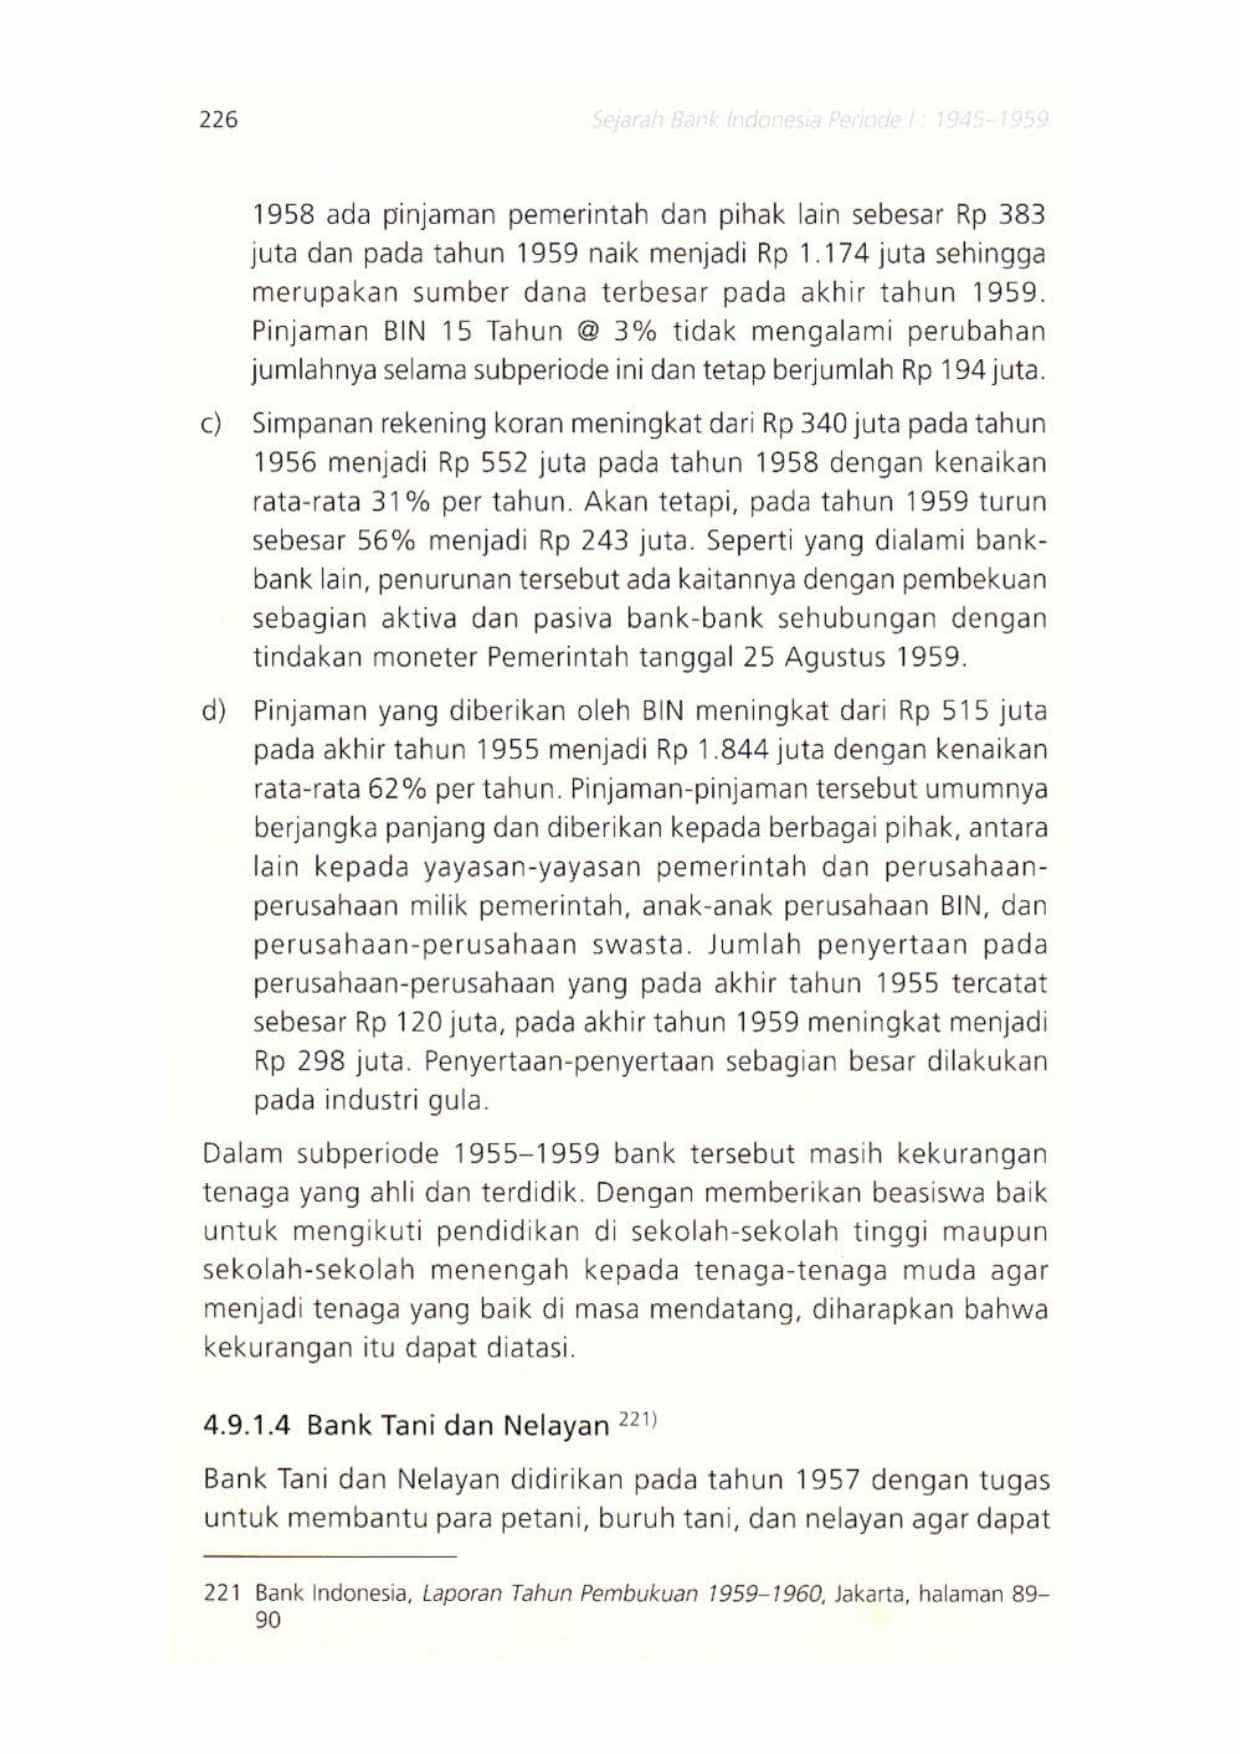 226
Sejarah Bank Indonesia Periode I : 1945–1959
1958 ada pinjaman pemerintah dan pihak lain sebesar Rp 383
juta dan pada tahun 1959 naik menjadi Rp 1.174 juta sehingga
merupakan sumber dana terbesar pada akhir tahun 1959.
Pinjaman BIN 15 Tahun @ 3% tidak mengalami perubahan
jumlahnya selama subperiode ini dan tetap berjumlah Rp 194 juta.
c) Simpanan rekening koran meningkat dari Rp 340 juta pada tahun
1956 menjadi Rp 552 juta pada tahun 1958 dengan kenaikan
rata-rata 31% per tahun. Akan tetapi, pada tahun 1959 turun
sebesar 56% menjadi Rp 243 juta. Seperti yang dialami bank-
bank lain, penurunan tersebut ada kaitannya dengan pembekuan
sebagian aktiva dan pasiva bank-bank sehubungan dengan
tindakan moneter Pemerintah tanggal 25 Agustus 1959.
d) Pinjaman yang diberikan oleh BIN meningkat dari Rp 515 juta
pada akhir tahun 1955 menjadi Rp 1.844 juta dengan kenaikan
rata-rata 62% per tahun. Pinjaman-pinjaman tersebut umumnya
berjangka panjang dan diberikan kepada berbagai pihak, antara
lain kepada yayasan-yayasan pemerintah dan perusahaan-
perusahaan milik pemerintah, anak-anak perusahaan BIN, dan
perusahaan-perusahaan swasta. Jumlah penyertaan pada
perusahaan-perusahaan yang pada akhir tahun 1955 tercatat
sebesar Rp 120 juta, pada akhir tahun 1959 meningkat menjadi
Rp 298 juta. Penyertaan-penyertaan sebagian besar dilakukan
pada industri gula.
Dalam subperiode 1955–1959 bank tersebut masih kekurangan
tenaga yang ahli dan terdidik. Dengan memberikan beasiswa baik
untuk mengikuti pendidikan di sekolah-sekolah tinggi maupun
sekolah-sekolah menengah kepada tenaga-tenaga muda agar
menjadi tenaga yang baik di masa mendatang, diharapkan bahwa
kekurangan itu dapat diatasi.
4.9.1.4 Bank Tani dan Nelayan 221)
Bank Tani dan Nelayan didirikan pada tahun 1957 dengan tugas
untuk membantu para petani, buruh tani, dan nelayan agar dapat
221 Bank Indonesia, Laporan Tahun Pembukuan 1959–1960, Jakarta, halaman 89–
90